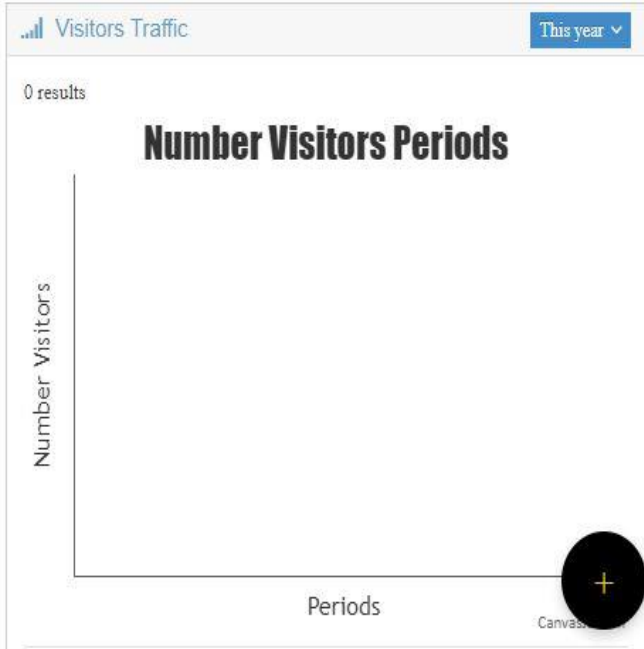 Visitors Traffic
This year
0 results
Number Visitors Periods
Number Visitors
Periods